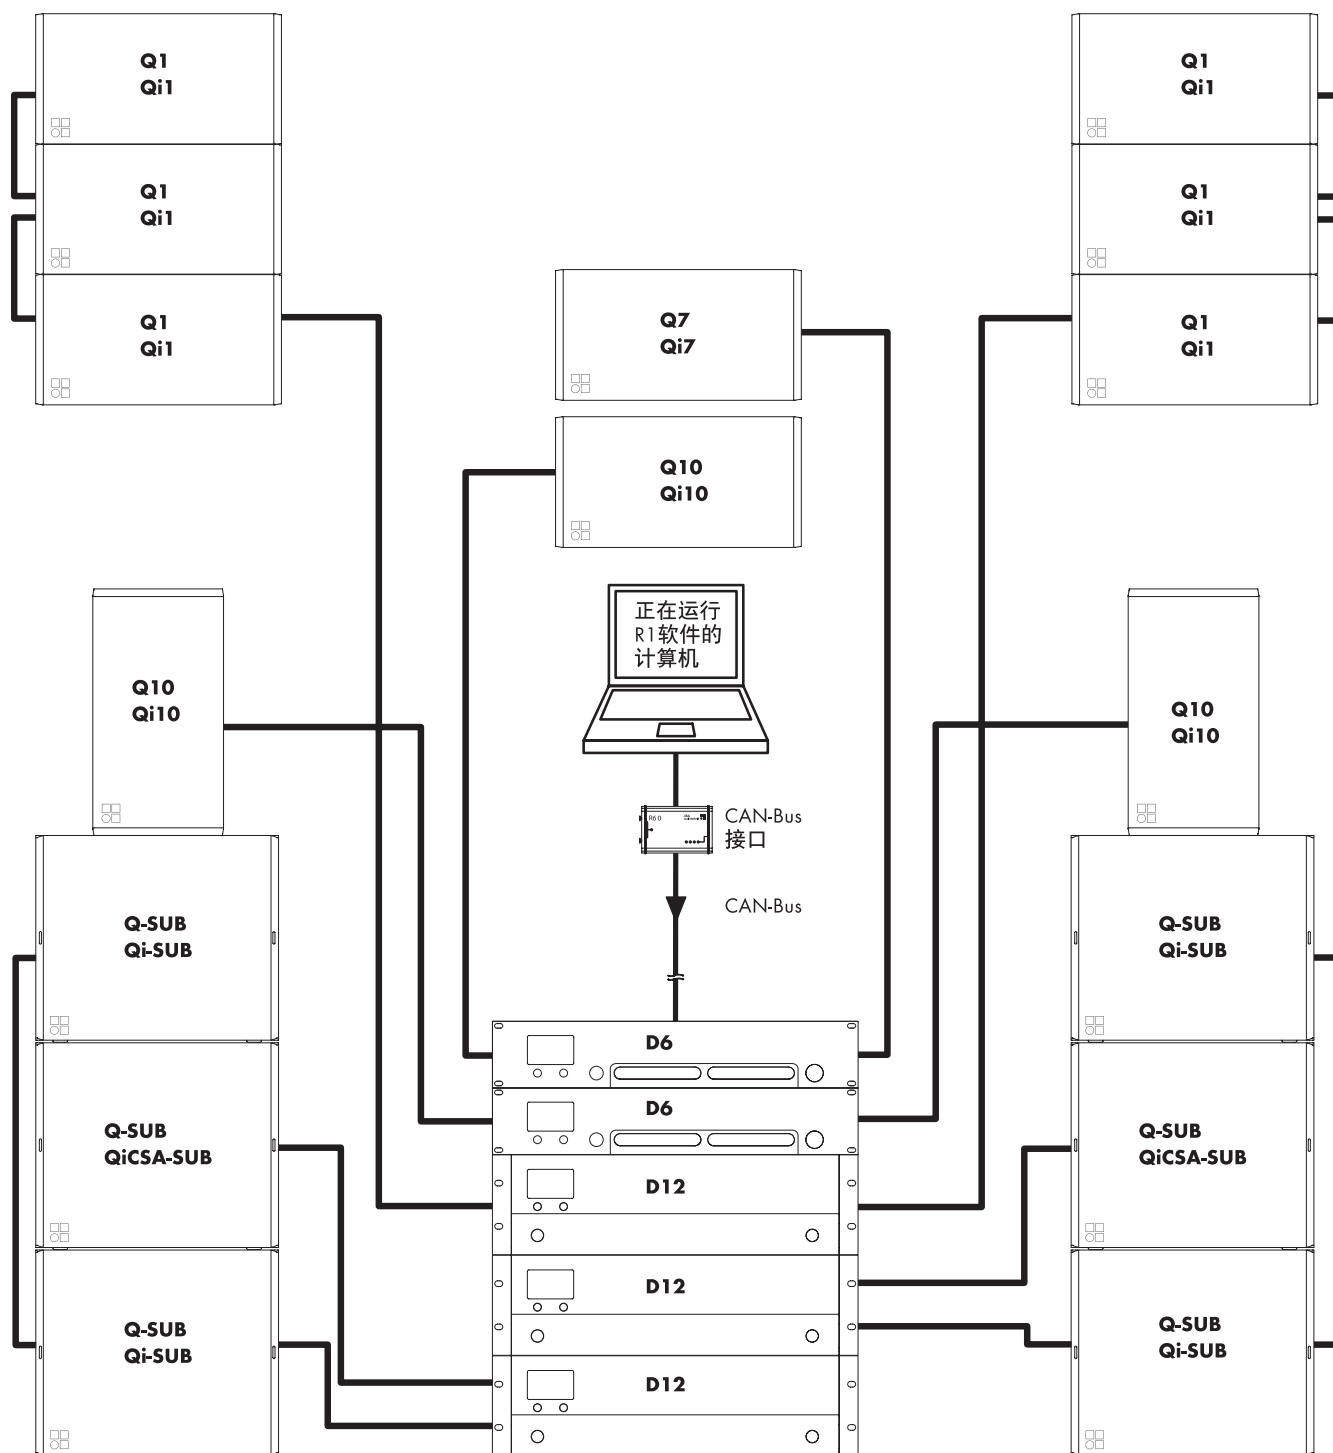 Q1
Qi1
Q1
Qi1
Q1
Qi1
Q1
Qi1
Q1
Qi1
Q1
Qi1
Q7
Qi7
Q10
Qi10
正在运行
R1软件的
计算机
Q10
Qi10
Q10
Qi10
R60
CAN-Bus
接口
CAN-Bus
Q-SUB
Qi-SUB
Q-SUB
Qi-SUB
D6
D6
Q-SUB
QiCSA-SUB
Q-SUB
QiCSA-SUB
D12
D12
Q-SUB
Qi-SUB
Q-SUB
Qi-SUB
D12